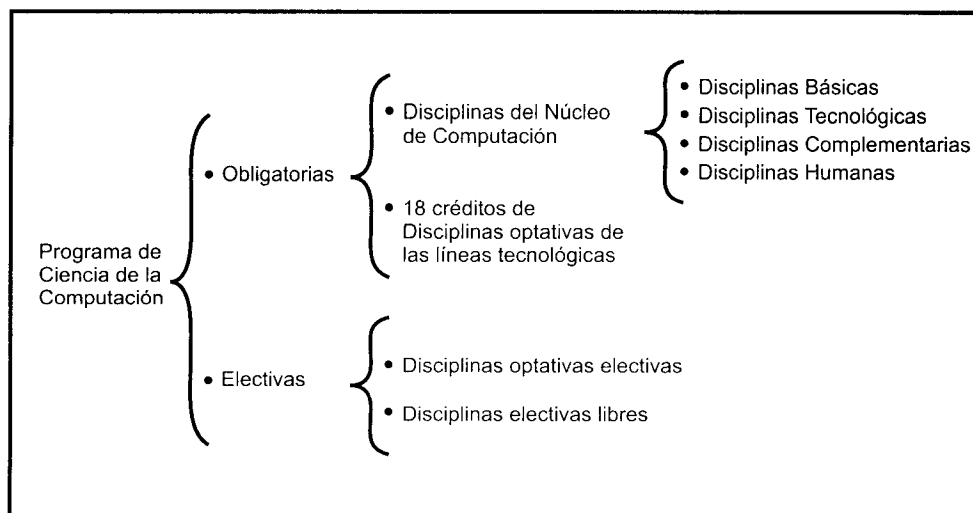 Programa de
Ciencia de la
Computación
• Obligatorias
• Disciplinas del Núcleo
de Computación
• Disciplinas Básicas
• Disciplinas Tecnológicas
• Disciplinas Complementarias
• Disciplinas Humanas
• 18 créditos de
Disciplinas optativas de
las líneas tecnológicas
• Electivas
• Disciplinas optativas electivas
• Disciplinas electivas libres